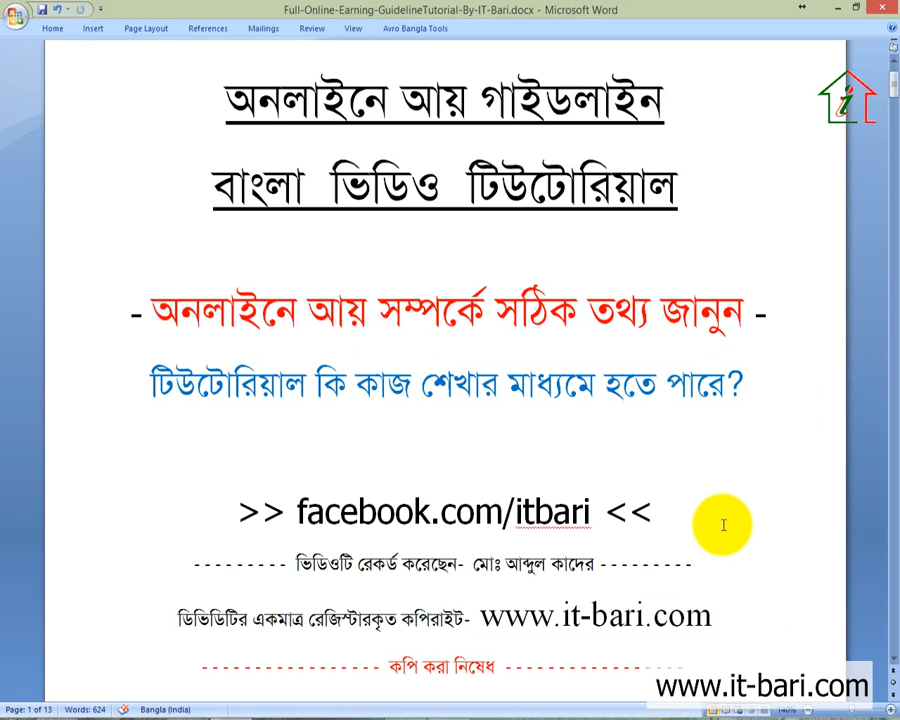 Full-Online-Earning-GuidelineTutorial-By-IT-Bari.docx - Microsoft Word
Home Insert Page Layout References Mailings Review View Avro Bangla Tools
অনলাইনে আয় গাইডলাইন
বাংলা ভিডিও টিউটোরিয়াল
- অনলাইনে আয় সম্পর্কে সঠিক তথ্য জানুন -
টিউটোরিয়াল কি কাজ শেখার মাধ্যমে হতে পারে?
>> facebook.com/itbari <<
- - - - - - - - - ভিডিওটি রেকর্ড করেছেন- মোঃ আব্দুল কাদের - - - - - - - - -
ডিভিডিটির একমাত্র রেজিস্টারকৃত কপিরাইট- www.it-bari.com
- - - - - - - - - - - - - - - - - - কপি করা নিষেধ - - - - - - - - - - - - - - - - - -
www.it-bari.com
Page: 1 of 13 Words: 624 Bangla (India) 140%